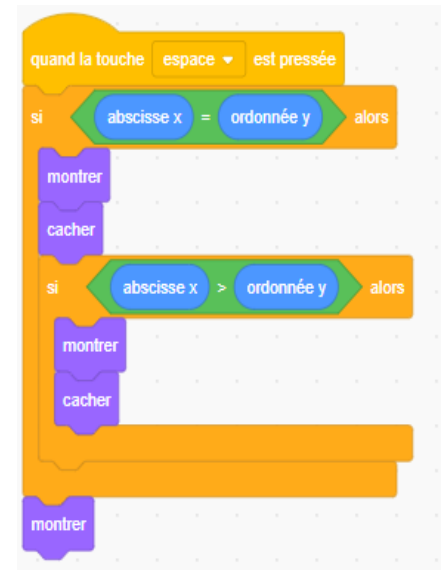 quand la touche espace est pressée
si abscisse x = ordonnée y alors
montrer
cacher
si abscisse x > ordonnée y alors
montrer
cacher
montrer